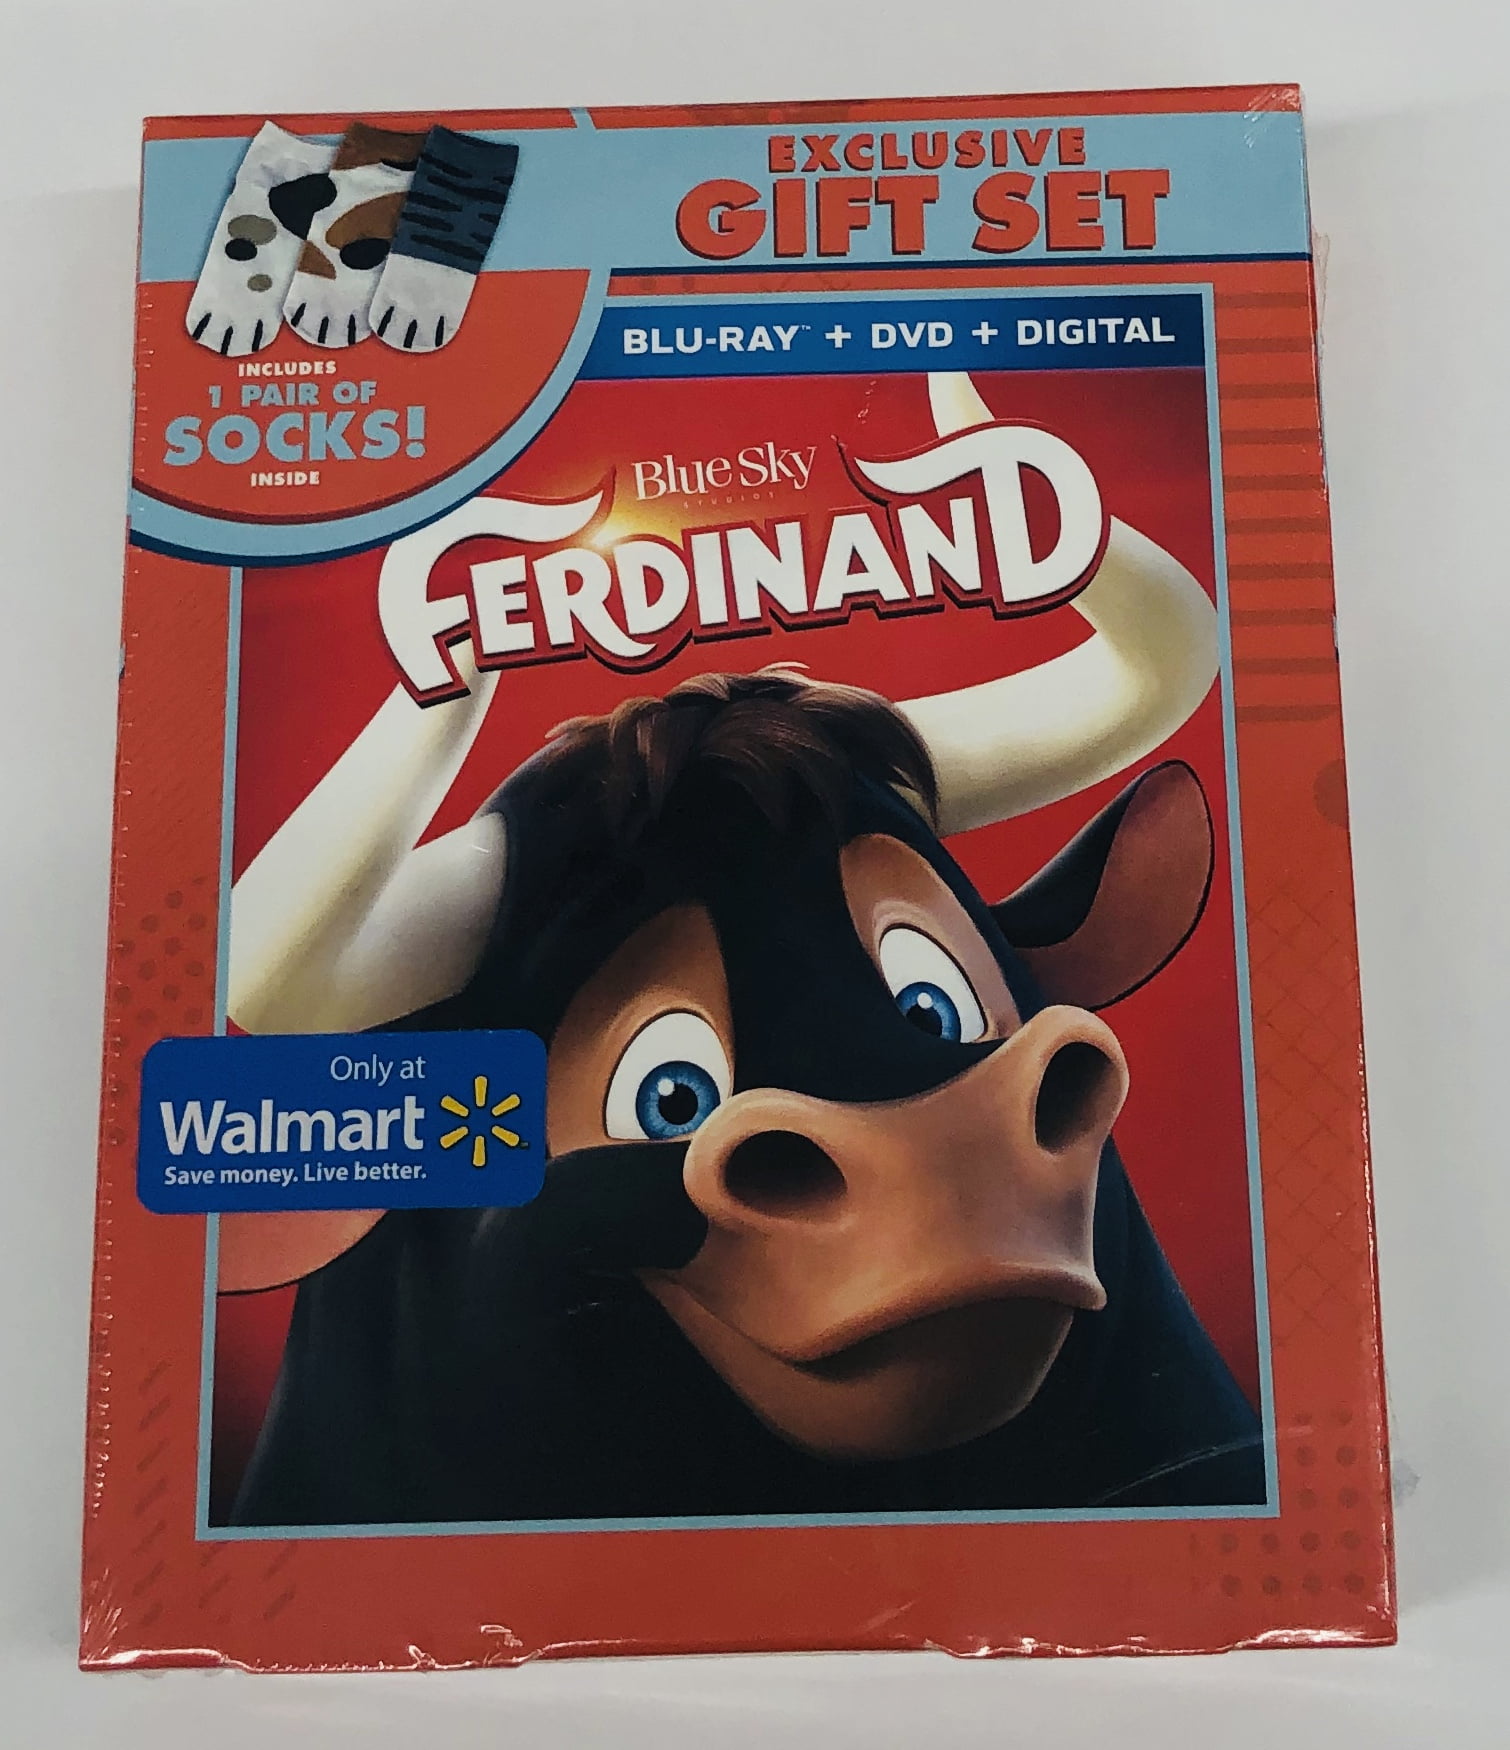 EXCLUSIVE
GIFT SET
INCLUDES
1 PAIR OF
SOCKS!
INSIDE
BLU-RAY™ + DVD + DIGITAL
Blue Sky
STUDIOS
FERDINAND
Only at
Walmart
Save money. Live better.